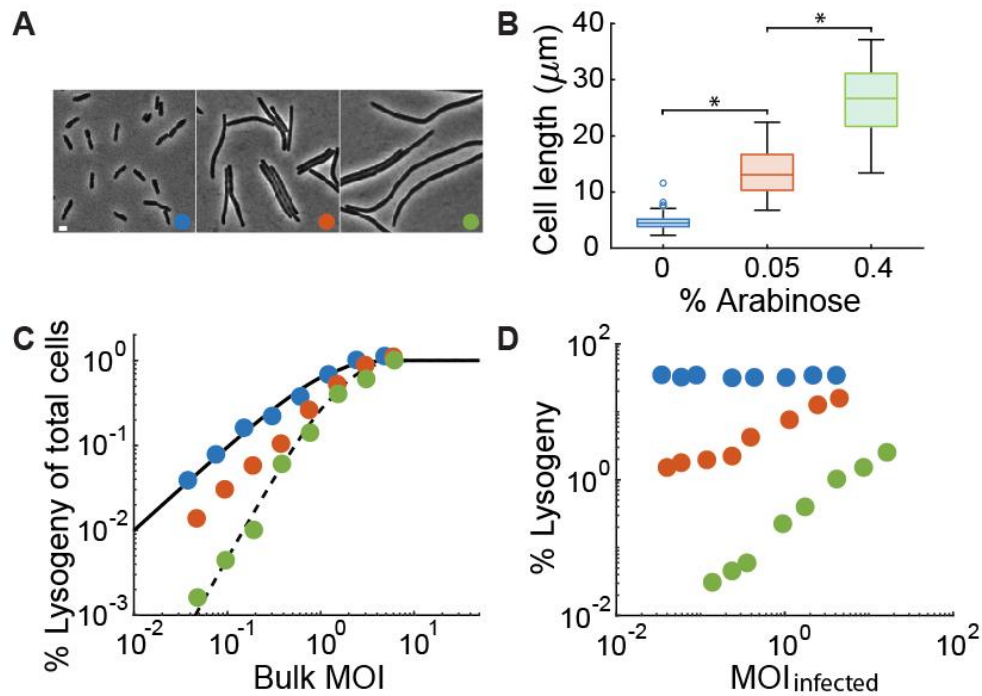 A
B
Cell length (μm)
40
30
20
10
0
*
*
0 0.05 0.4
% Arabinose
C
% Lysogeny of total cells
10^0
10^-1
10^-2
10^-3
10^-2 10^-1 10^0 10^1
Bulk MOI
D
% Lysogeny
10^2
10^0
10^-2
10^-2 10^0 10^2
MOI infected